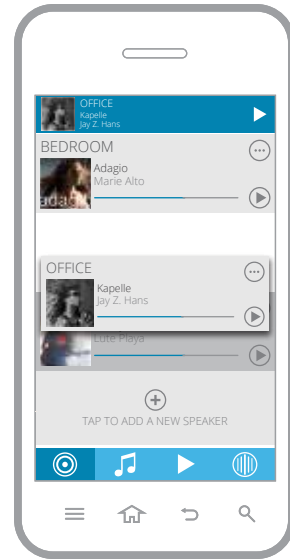 OFFICE
Kapelle
Jay Z. Hans
BEDROOM
Adagio
Marie Alto
OFFICE
Kapelle
Jay Z. Hans
Lute Playa
TAP TO ADD A NEW SPEAKER